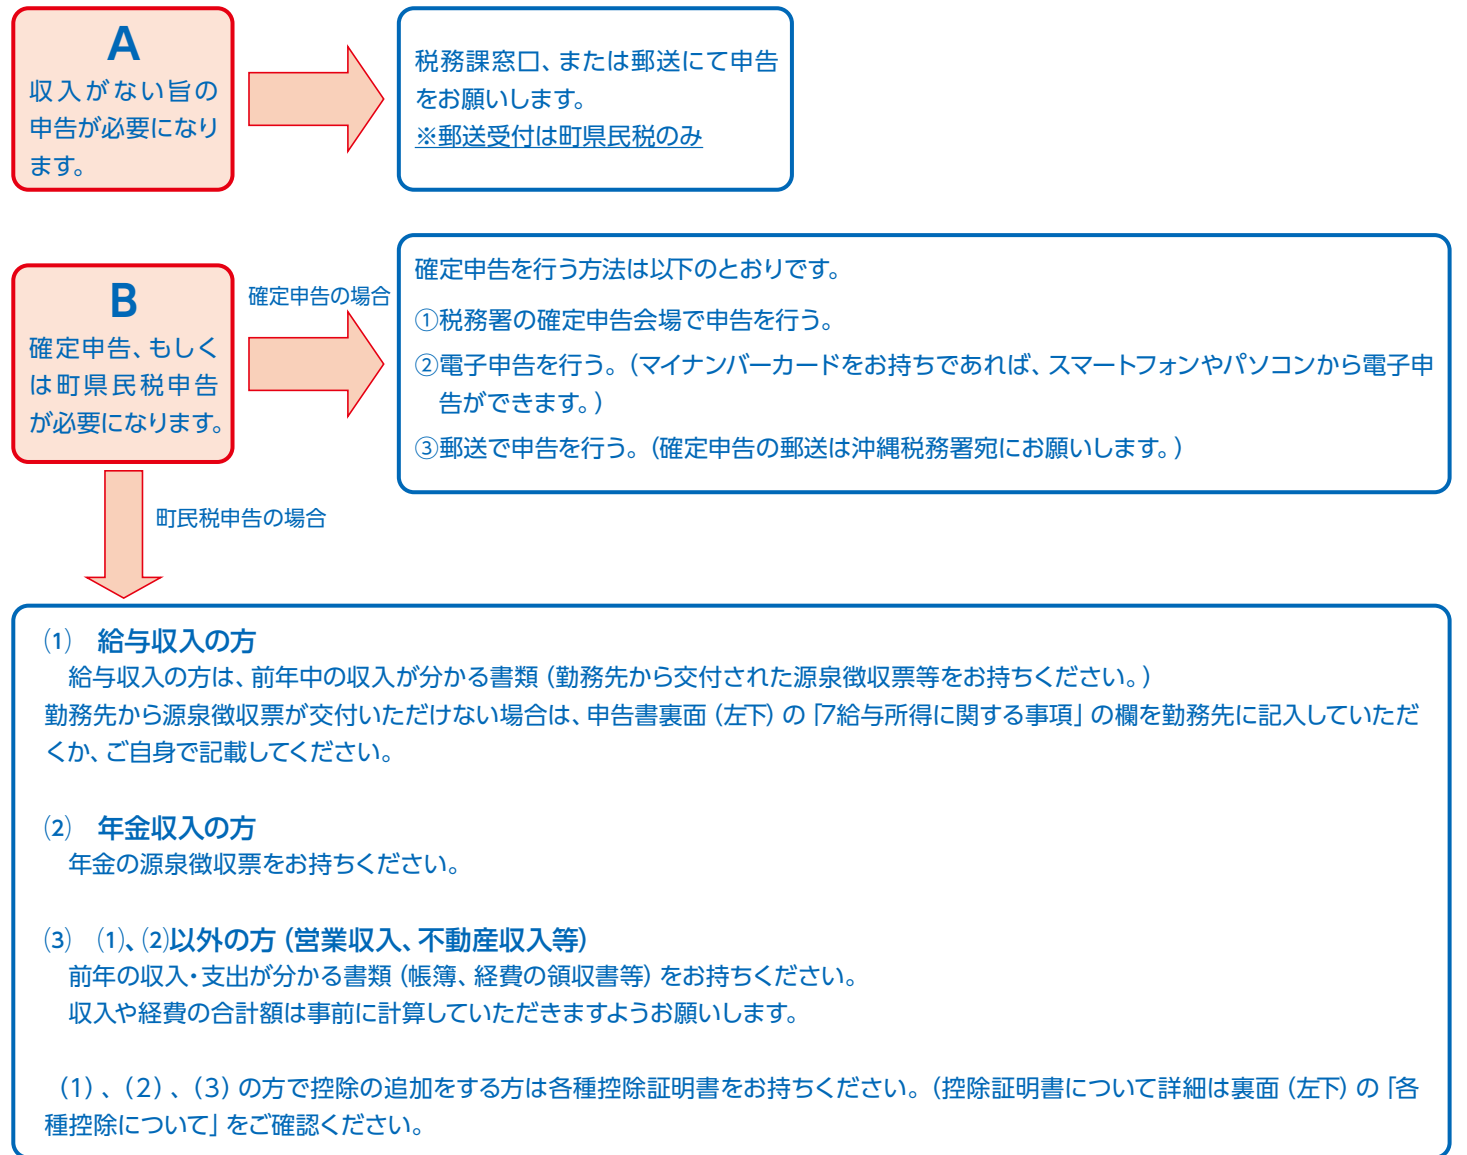 A
収入がない旨の
申告が必要になり
ます。
税務課窓口、または郵送にて申告
をお願いします。
※郵送受付は町県民税のみ
B
確定申告、もしく
は町県民税申告
が必要になります。
確定申告の場合
確定申告を行う方法は以下のとおりです。
①税務署の確定申告会場で申告を行う。
②電子申告を行う。（マイナンバーカードをお持ちであれば、スマートフォンやパソコンから電子申
告ができます。）
③郵送で申告を行う。（確定申告の郵送は沖縄税務署宛にお願いします。）
町民税申告の場合
⑴　給与収入の方
給与収入の方は、前年中の収入が分かる書類（勤務先から交付された源泉徴収票等をお持ちください。）
勤務先から源泉徴収票が交付いただけない場合は、申告書裏面（左下）の「7給与所得に関する事項」の欄を勤務先に記入していただ
くか、ご自身で記載してください。
⑵　年金収入の方
年金の源泉徴収票をお持ちください。
⑶　⑴、⑵以外の方（営業収入、不動産収入等）
前年の収入・支出が分かる書類（帳簿、経費の領収書等）をお持ちください。
収入や経費の合計額は事前に計算していただきますようお願いします。
（1）、（2）、（3）の方で控除の追加をする方は各種控除証明書をお持ちください。（控除証明書について詳細は裏面（左下）の「各
種控除について」をご確認ください。